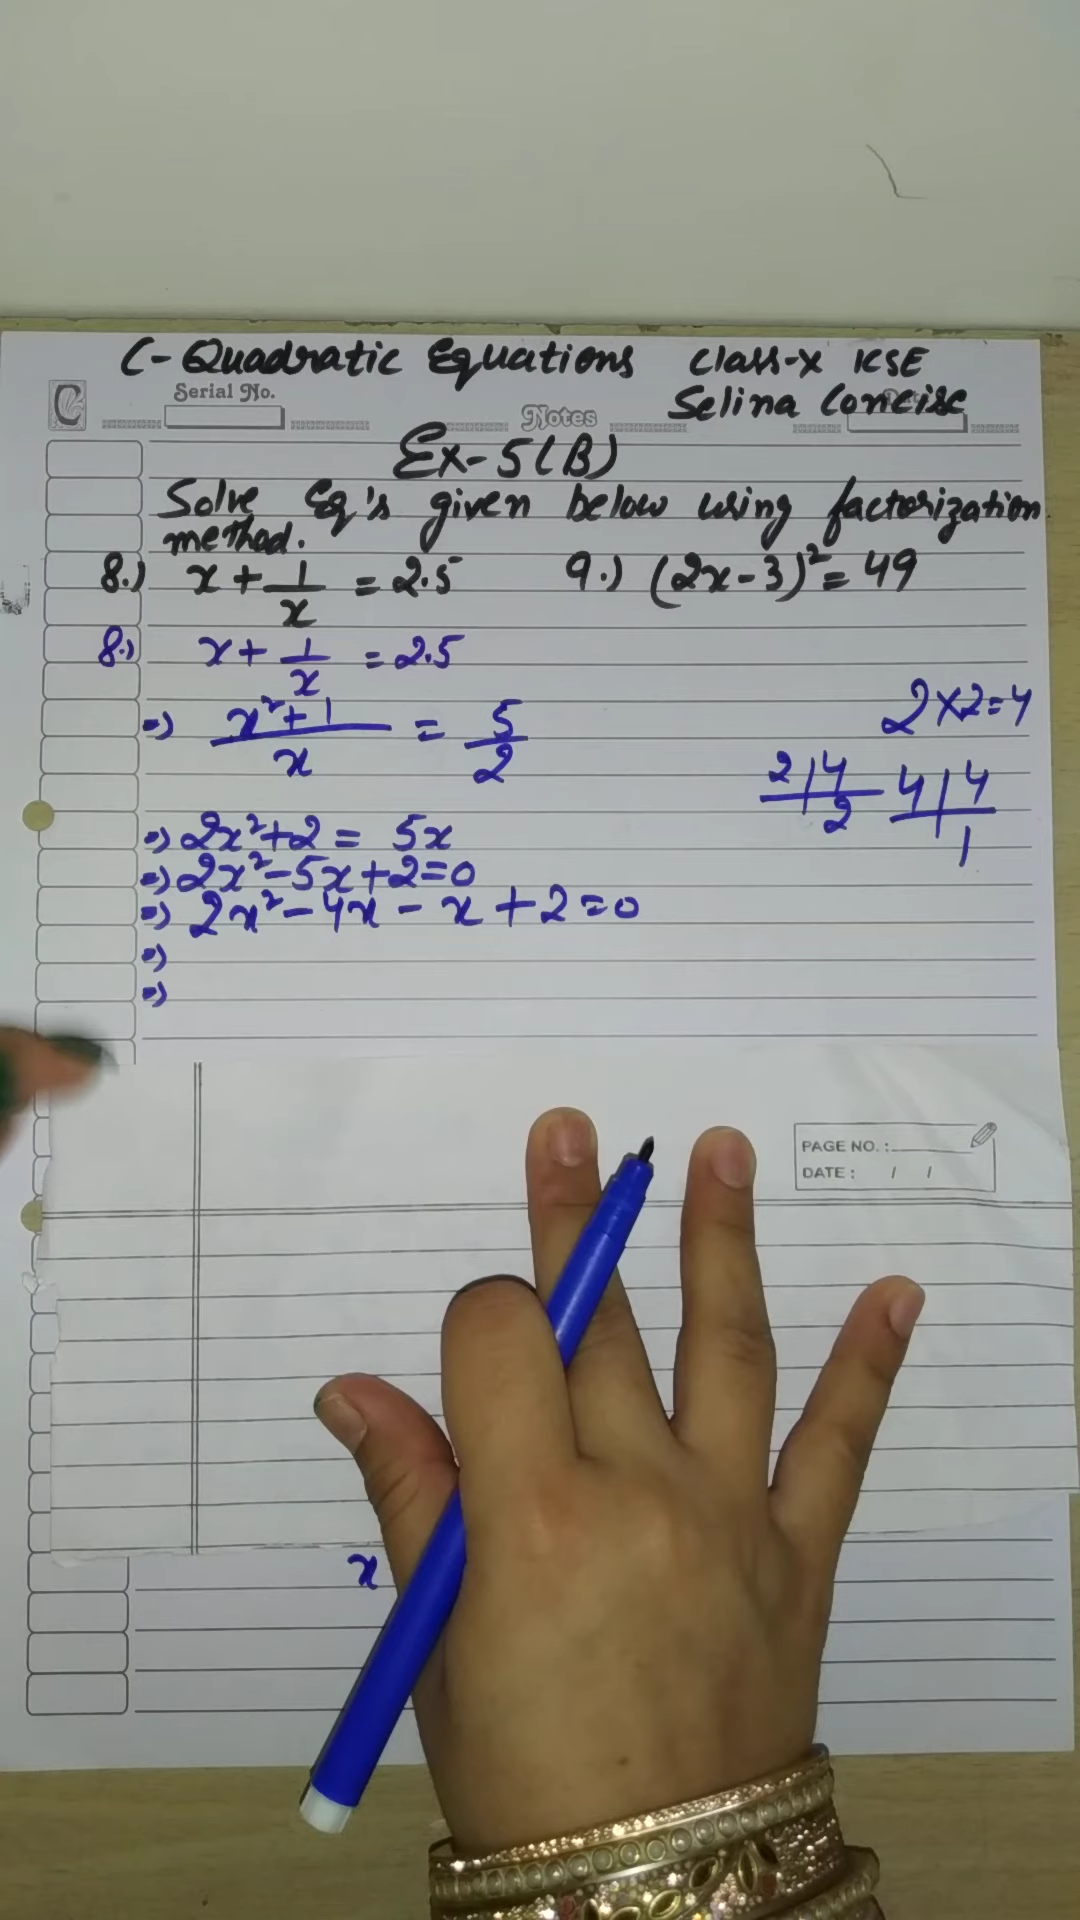 C- Quadratic Equations Class-X ICSE
C Serial No. Selina Concise
Notes
Ex-5(B)
Solve Eq's given below using factorization
method.
8.) x + 1/x = 2.5 9.) (2x-3)² = 49
8.) x + 1/x = 2.5
=) x²+1/x = 5/2 2×2=4
2|4 2 4|4 1
=) 2x²+2 = 5x
=) 2x²-5x+2=0
=) 2x²-4x-x+2=0
=)
=)
PAGE NO. :
DATE : / /
x